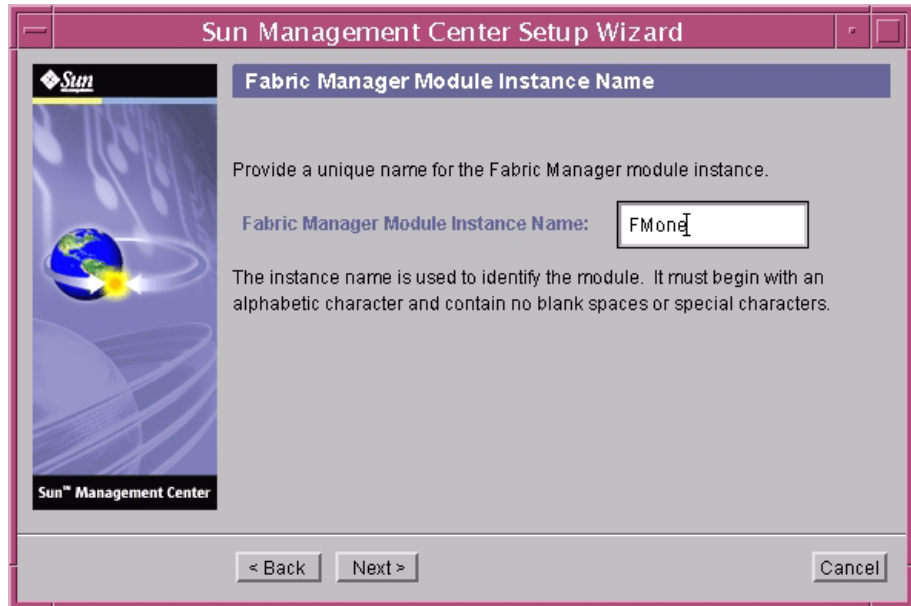 Sun Management Center Setup Wizard
Sun
Fabric Manager Module Instance Name
Provide a unique name for the Fabric Manager module instance.
Fabric Manager Module Instance Name: FMone
The instance name is used to identify the module. It must begin with an
alphabetic character and contain no blank spaces or special characters.
Sun™ Management Center
< Back Next > Cancel